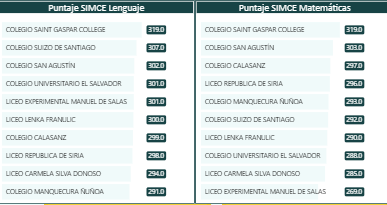 Puntaje SIMCE Lenguaje
COLEGIO SAINT GASPAR COLLEGE 319.0
COLEGIO SUIZO DE SANTIAGO 307.0
COLEGIO SAN AGUSTÍN 302.0
COLEGIO UNIVERSITARIO EL SALVADOR 301.0
LICEO EXPERIMENTAL MANUEL DE SALAS 301.0
LICEO LENKA FRANULIC 300.0
COLEGIO CALASANZ 299.0
LICEO REPUBLICA DE SIRIA 298.0
LICEO CARMELA SILVA DONOSO 294.0
COLEGIO MANQUECURA ÑUÑOA 291.0
Puntaje SIMCE Matemáticas
COLEGIO SAINT GASPAR COLLEGE 319.0
COLEGIO SAN AGUSTÍN 303.0
COLEGIO CALASANZ 297.0
LICEO REPUBLICA DE SIRIA 296.0
COLEGIO MANQUECURA ÑUÑOA 293.0
COLEGIO SUIZO DE SANTIAGO 292.0
LICEO LENKA FRANULIC 290.0
COLEGIO UNIVERSITARIO EL SALVADOR 288.0
LICEO CARMELA SILVA DONOSO 285.0
LICEO EXPERIMENTAL MANUEL DE SALAS 269.0